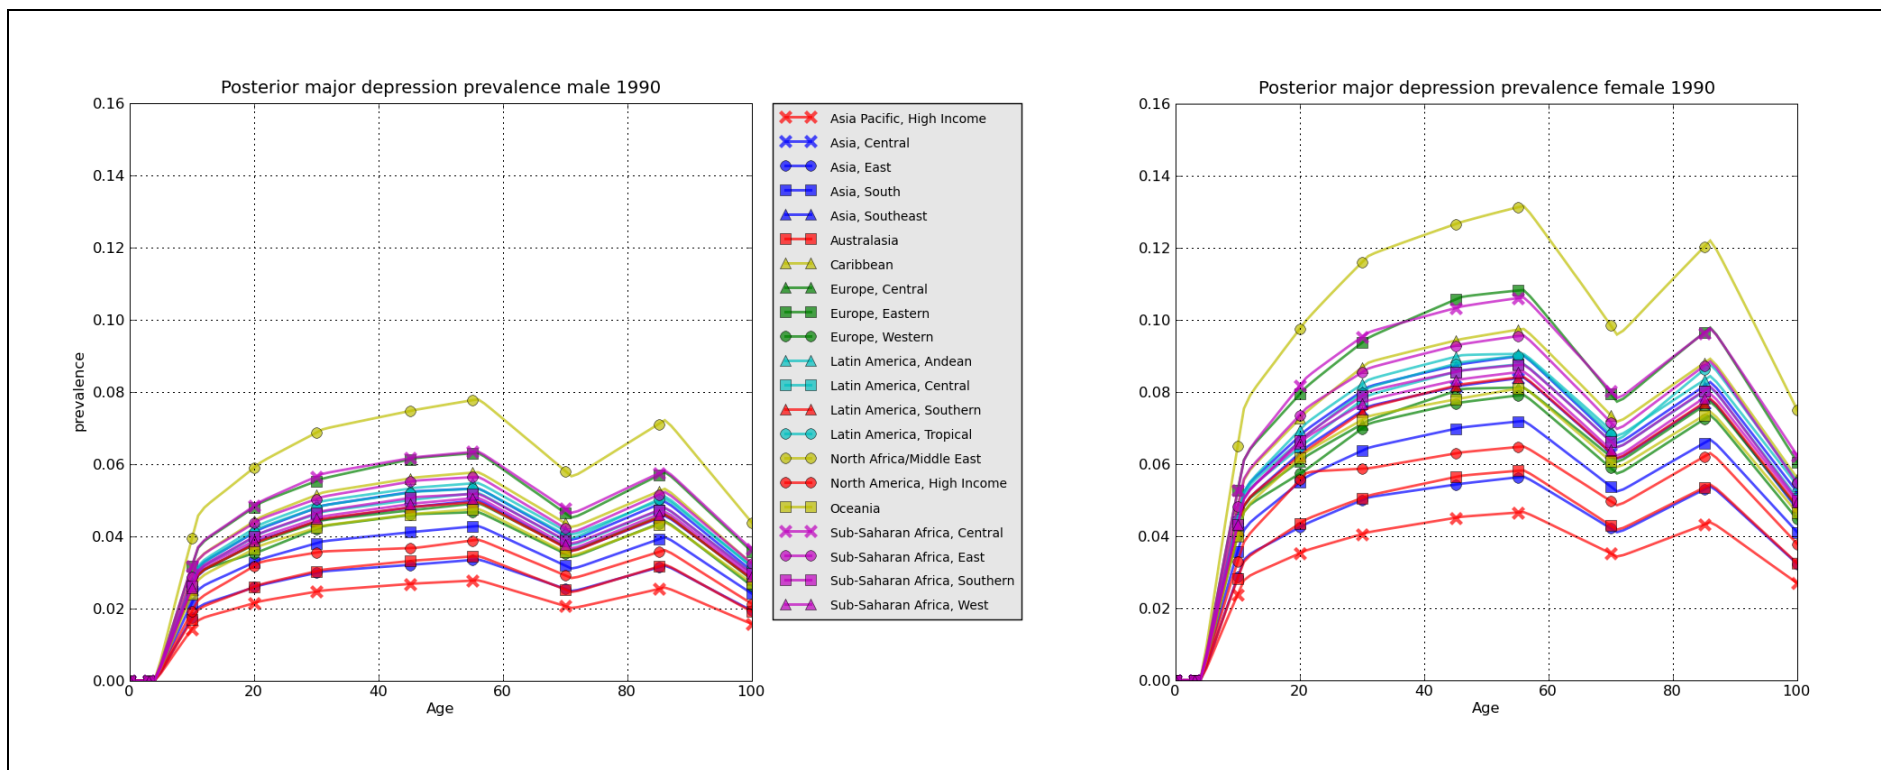 Posterior major depression prevalence male 1990
0.16
0.14
0.12
0.10
0.08
0.06
0.04
0.02
0.00
prevalence
0 20 40 60 80 100
Age
Asia Pacific, High Income
Asia, Central
Asia, East
Asia, South
Asia, Southeast
Australasia
Caribbean
Europe, Central
Europe, Eastern
Europe, Western
Latin America, Andean
Latin America, Central
Latin America, Southern
Latin America, Tropical
North Africa/Middle East
North America, High Income
Oceania
Sub-Saharan Africa, Central
Sub-Saharan Africa, East
Sub-Saharan Africa, Southern
Sub-Saharan Africa, West
Posterior major depression prevalence female 1990
0.16
0.14
0.12
0.10
0.08
0.06
0.04
0.02
0.00
0 20 40 60 80 100
Age